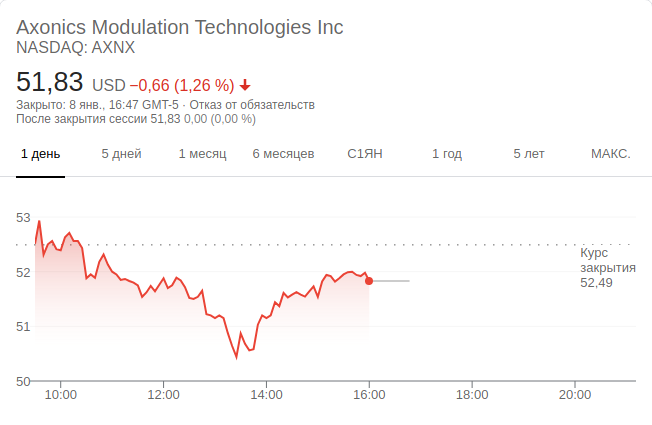 Axonics Modulation Technologies Inc
NASDAQ: AXNX
51,83 USD −0,66 (1,26 %)
Закрыто: 8 янв., 16:47 GMT-5 · Отказ от обязательств
После закрытия сессии 51,83 0,00 (0,00 %)
1 день 5 дней 1 месяц 6 месяцев С1ЯН 1 год 5 лет МАКС.
53
52
51
50
Курс
закрытия
52,49
10:00 12:00 14:00 16:00 18:00 20:00